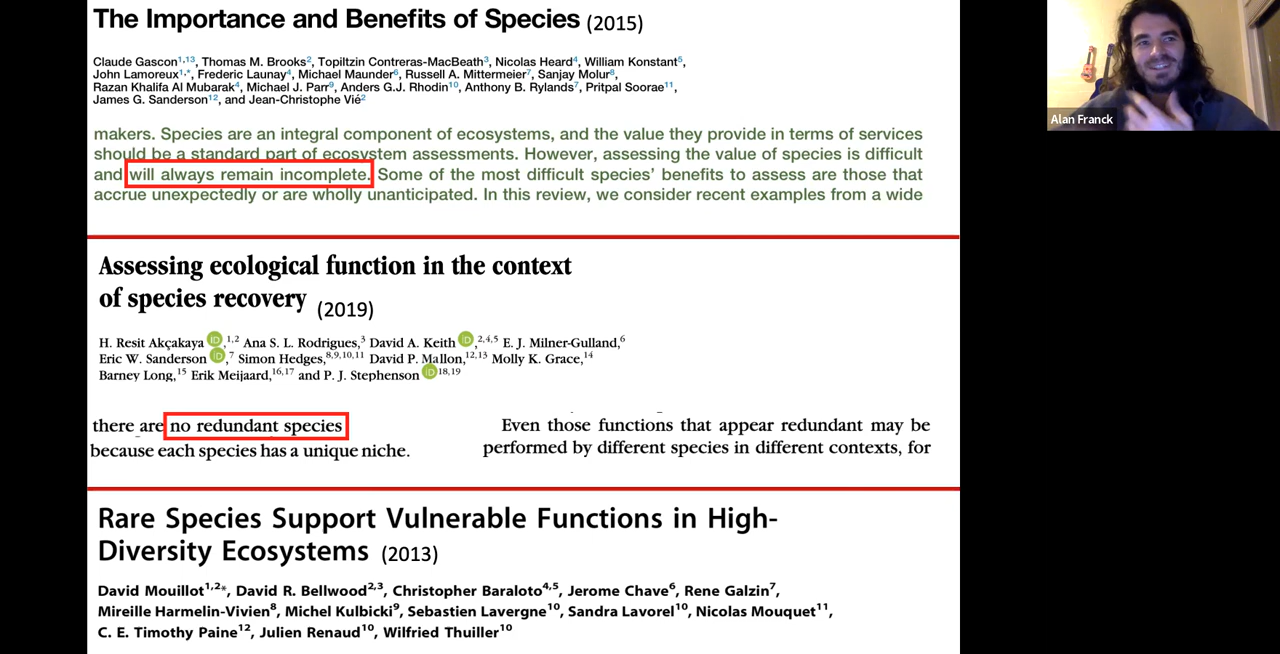 The Importance and Benefits of Species (2015)
Claude Gascon1,13, Thomas M. Brooks2, Topiltzin Contreras-MacBeath3, Nicolas Heard4, William Konstant5,
John Lamoreux1,*, Frederic Launay4, Michael Maunder6, Russell A. Mittermeier7, Sanjay Molur8,
Razan Khalifa Al Mubarak4, Michael J. Parr9, Anders G.J. Rhodin10, Anthony B. Rylands7, Pritpal Soorae11,
James G. Sanderson12, and Jean-Christophe Vié2
makers. Species are an integral component of ecosystems, and the value they provide in terms of services
should be a standard part of ecosystem assessments. However, assessing the value of species is difficult
and will always remain incomplete. Some of the most difficult species' benefits to assess are those that
accrue unexpectedly or are wholly unanticipated. In this review, we consider recent examples from a wide
Assessing ecological function in the context
of species recovery (2019)
H. Resit Akçakaya iD,1,2 Ana S. L. Rodrigues,3 David A. Keith iD,2,4,5 E. J. Milner-Gulland,6
Eric W. Sanderson iD,7 Simon Hedges,8,9,10,11 David P. Mallon,12,13 Molly K. Grace,14
Barney Long,15 Erik Meijaard,16,17 and P. J. Stephenson iD18,19
there are no redundant species
because each species has a unique niche.
Even those functions that appear redundant may be
performed by different species in different contexts, for
Rare Species Support Vulnerable Functions in High-
Diversity Ecosystems (2013)
David Mouillot1,2*, David R. Bellwood2,3, Christopher Baraloto4,5, Jerome Chave6, Rene Galzin7,
Mireille Harmelin-Vivien8, Michel Kulbicki9, Sebastien Lavergne10, Sandra Lavorel10, Nicolas Mouquet11,
C. E. Timothy Paine12, Julien Renaud10, Wilfried Thuiller10
Alan Franck